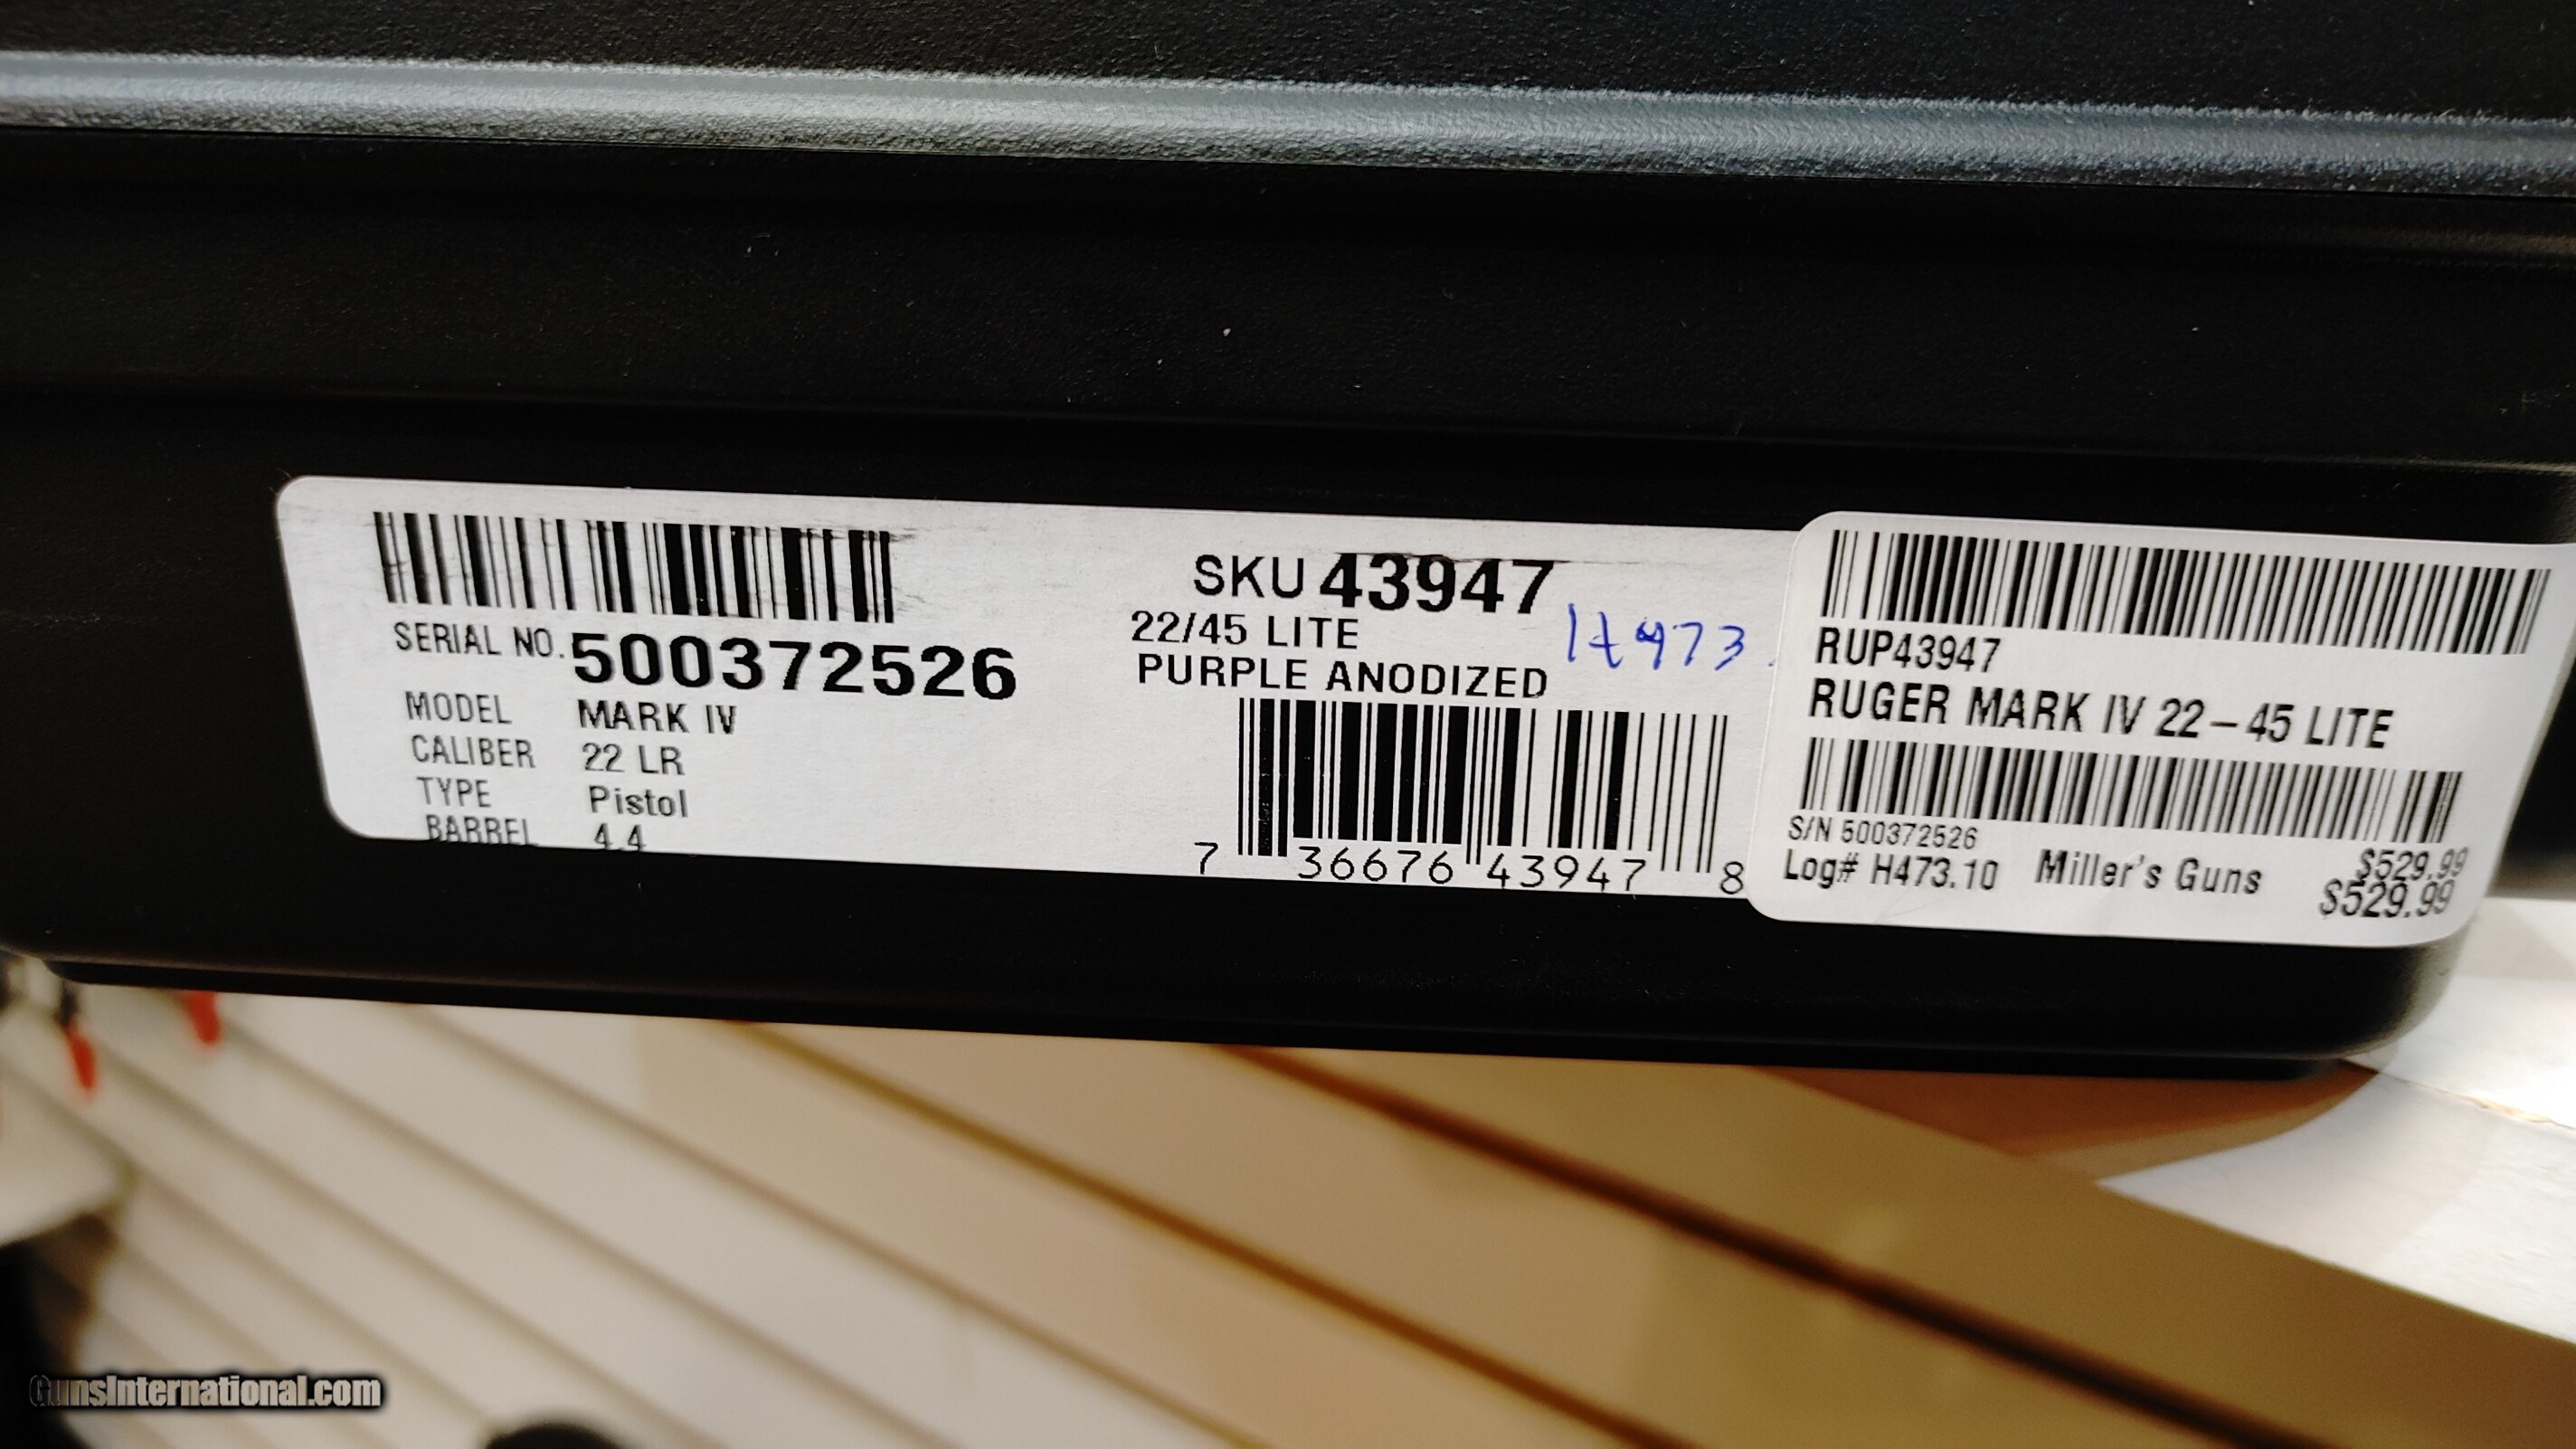 SERIAL NO. 500372526
MODEL MARK IV
CALIBER 22 LR
TYPE Pistol
BARREL 4.4
SKU 43947
22/45 LITE
PURPLE ANODIZED
H473
7 36676 43947 8
RUP43947
RUGER MARK IV 22-45 LITE
S/N 500372526
$529.99
Log# H473.10 Miller's Guns $529.99
GunsInternational.com